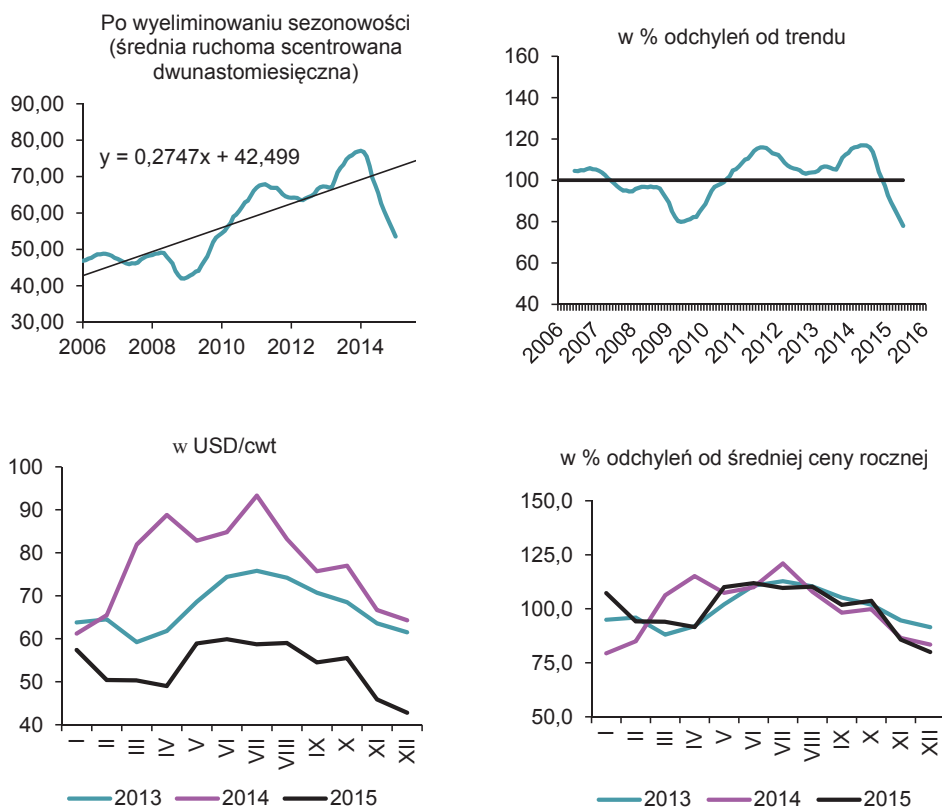 Po wyeliminowaniu sezonowości
(średnia ruchoma scentrowana
dwunastomiesięczna)
90,00
80,00
70,00
60,00
50,00
40,00
30,00
y = 0,2747x + 42,499
2006 2008 2010 2012 2014
w % odchyleń od trendu
160
140
120
100
80
60
40
2006 2007 2008 2009 2010 2011 2012 2013 2014 2015 2016
w USD/cwt
100
90
80
70
60
50
40
I II III IV V VI VII VIII IX X XI XII
2013 2014 2015
w % odchyleń od średniej ceny rocznej
150,0
125,0
100,0
75,0
50,0
I II III IV V VI VII VIII IX X XI XII
2013 2014 2015